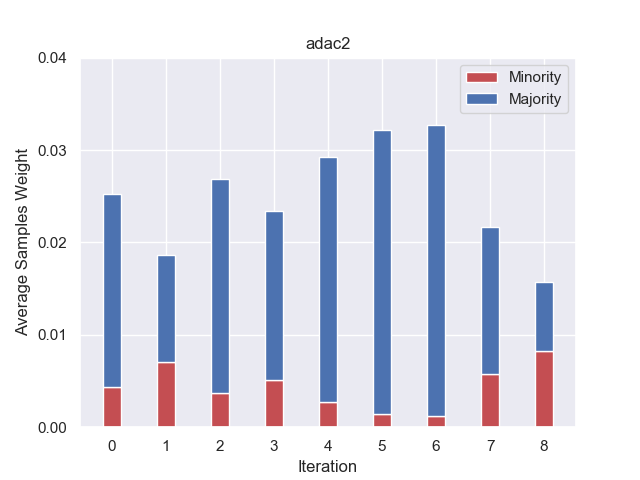 adac2
Minority
Majority
0.04
0.03
0.02
0.01
0.00
Average Samples Weight
0 1 2 3 4 5 6 7 8
Iteration